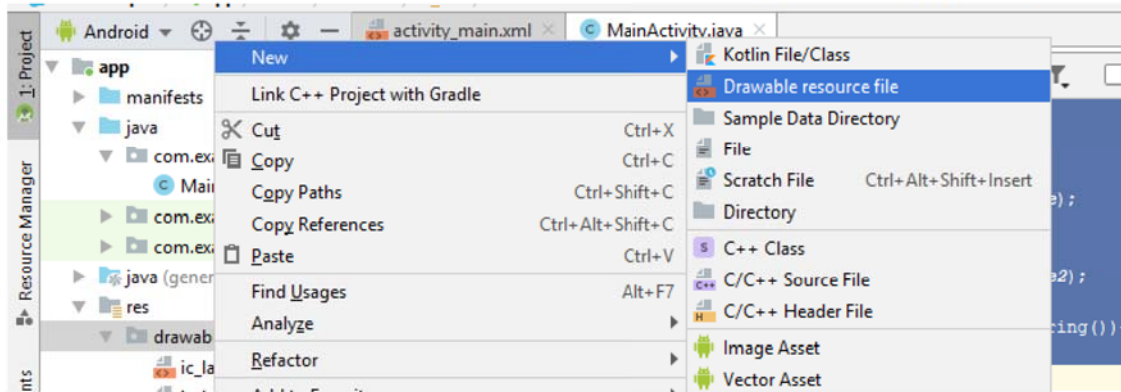 Android
activity_main.xml
MainActivity.java
1: Project
Resource Manager
app
manifests
java
com.exa
Mai
com.exa
com.exa
java (gener
res
drawab
ic_la
New
Link C++ Project with Gradle
Cut Ctrl+X
Copy Ctrl+C
Copy Paths Ctrl+Shift+C
Copy References Ctrl+Alt+Shift+C
Paste Ctrl+V
Find Usages Alt+F7
Analyze
Refactor
Kotlin File/Class
Drawable resource file
Sample Data Directory
File
Scratch File Ctrl+Alt+Shift+Insert
Directory
C++ Class
C/C++ Source File
C/C++ Header File
Image Asset
Vector Asset
e);
e2);
ring()){